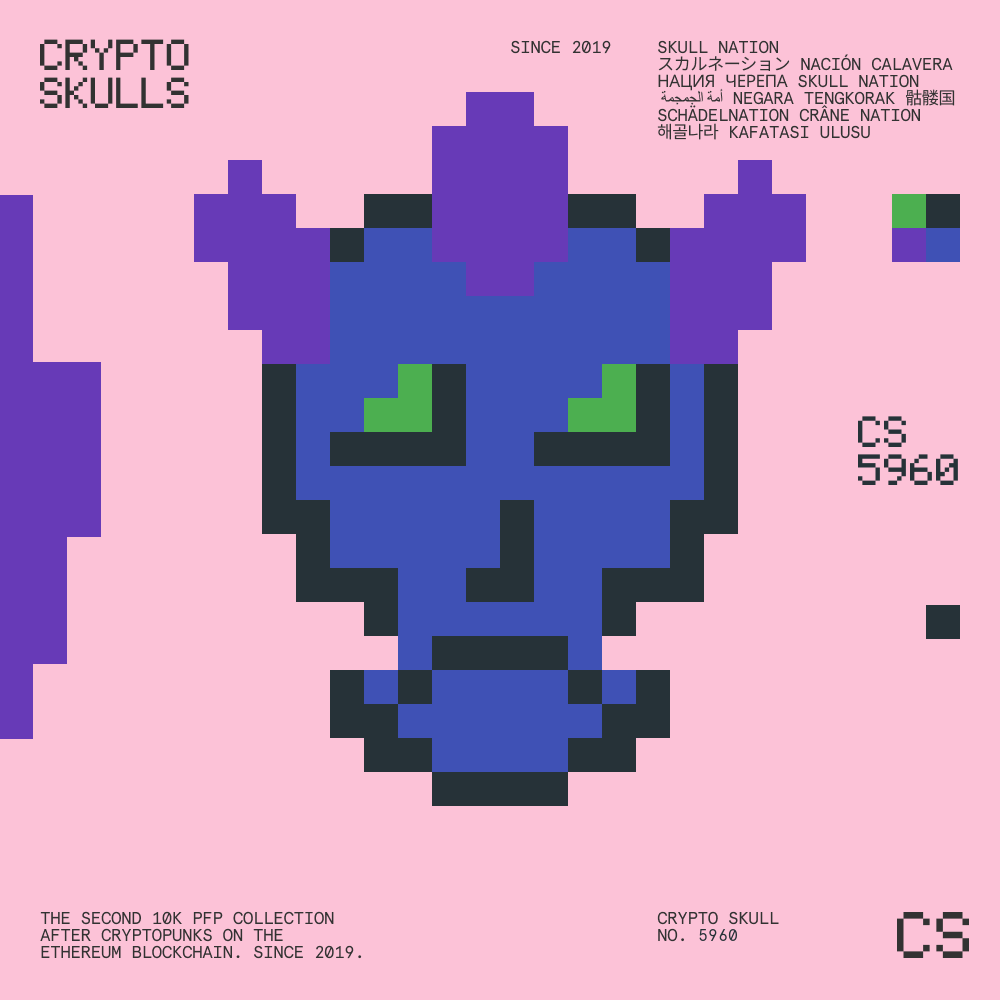 CRYPTO
SKULLS
SINCE 2019
SKULL NATION
スカルネーション NACIÓN CALAVERA
НАЦИЯ ЧЕРЕПА SKULL NATION
أمة الجمجمة NEGARA TENGKORAK 骷髅国
SCHÄDELNATION CRÂNE NATION
해골나라 KAFATASI ULUSU
CS
5960
THE SECOND 10K PFP COLLECTION
AFTER CRYPTOPUNKS ON THE
ETHEREUM BLOCKCHAIN. SINCE 2019.
CRYPTO SKULL
NO. 5960
CS